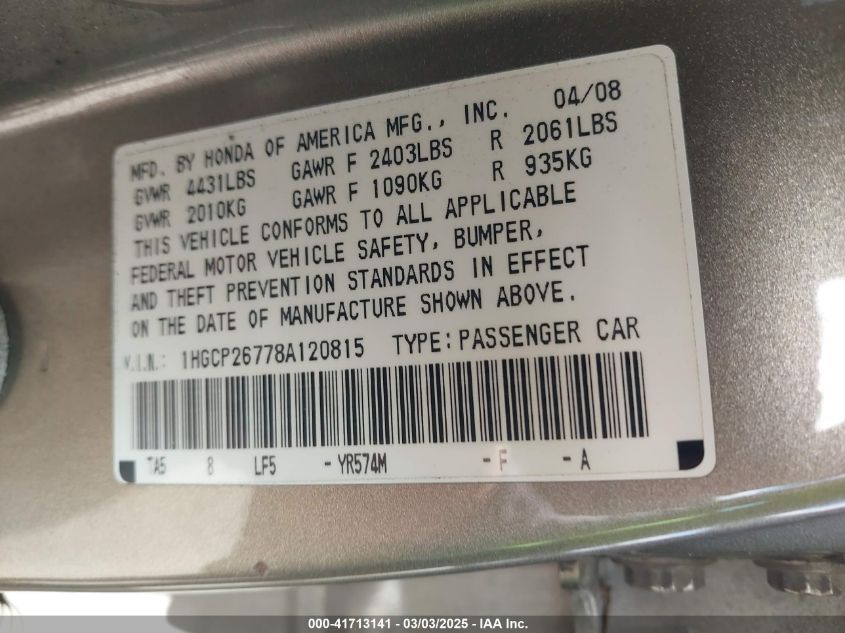 MFD. BY HONDA OF AMERICA MFG., INC. 04/08
GVWR 4431LBS GAWR F 2403LBS R 2061LBS
GVWR 2010KG GAWR F 1090KG R 935KG
THIS VEHICLE CONFORMS TO ALL APPLICABLE
FEDERAL MOTOR VEHICLE SAFETY, BUMPER,
AND THEFT PREVENTION STANDARDS IN EFFECT
ON THE DATE OF MANUFACTURE SHOWN ABOVE.
V.I.N.: 1HGCP26778A120815 TYPE: PASSENGER CAR
TA5 8 LF5 -YR574M -F -A
000-41713141 - 03/03/2025 - IAA Inc.